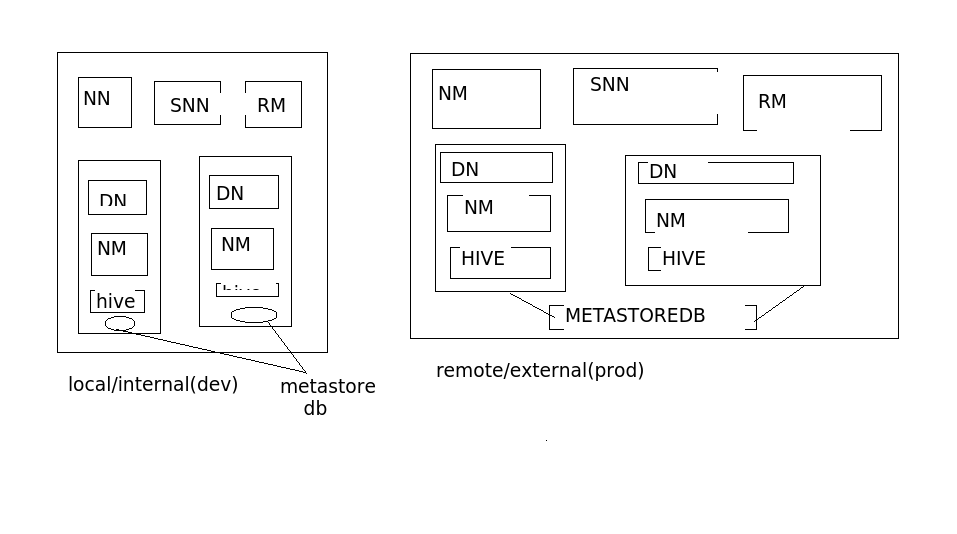 NN
SNN
RM
DN
NM
hive
DN
NM
local/internal(dev)
metastore
db
NM
SNN
RM
DN
NM
HIVE
DN
NM
HIVE
METASTOREDB
remote/external(prod)